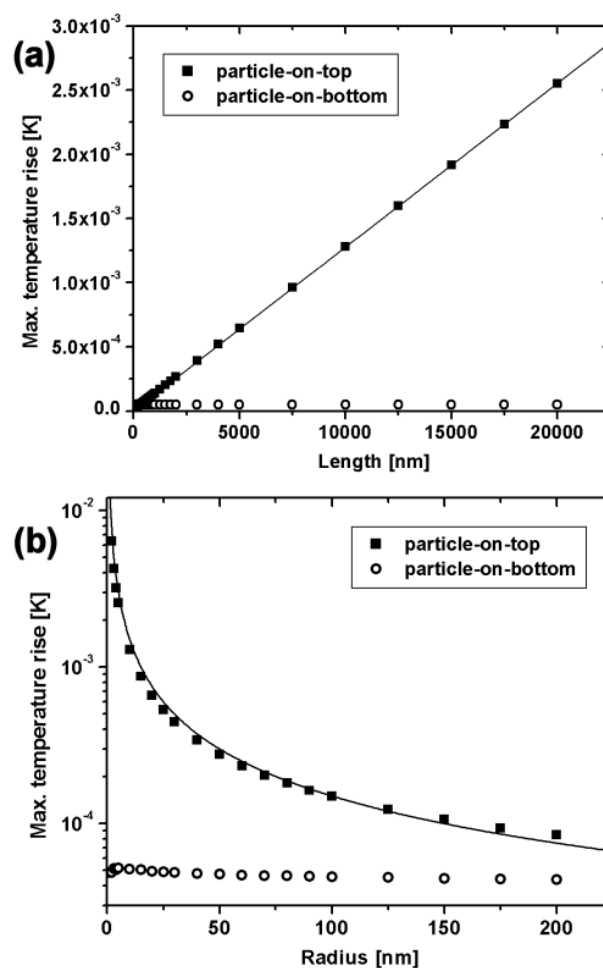 (a)
particle-on-top
particle-on-bottom
Max. temperature rise [K]
3.0x10⁻³
2.5x10⁻³
2.0x10⁻³
1.5x10⁻³
1.0x10⁻³
5.0x10⁻⁴
0.0
0 5000 10000 15000 20000
Length [nm]
(b)
particle-on-top
particle-on-bottom
Max. temperature rise [K]
10⁻²
10⁻³
10⁻⁴
0 50 100 150 200
Radius [nm]